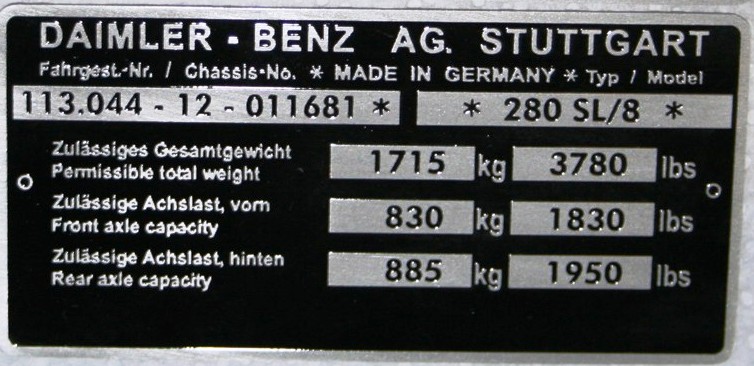 DAIMLER - BENZ AG. STUTTGART
Fahrgest.-Nr. / Chassis-No. * MADE IN GERMANY * Typ / Model
113.044 - 12 - 011681 * * 280 SL/8 *
Zulässiges Gesamtgewicht
Permissible total weight 1715 kg 3780 lbs
Zulässige Achslast, vorn
Front axle capacity 830 kg 1830 lbs
Zulässige Achslast, hinten
Rear axle capacity 885 kg 1950 lbs